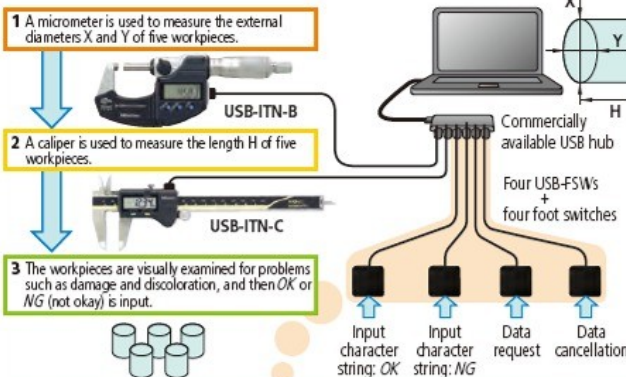 1 A micrometer is used to measure the external
diameters X and Y of five workpieces.
USB-ITN-B
2 A caliper is used to measure the length H of five
workpieces.
USB-ITN-C
3 The workpieces are visually examined for problems
such as damage and discoloration, and then OK or
NG (not okay) is input.
X
Y
H
Commercially
available USB hub
Four USB-FSWs
+
four foot switches
Input
character
string: OK
Input
character
string: NG
Data
request
Data
cancellation